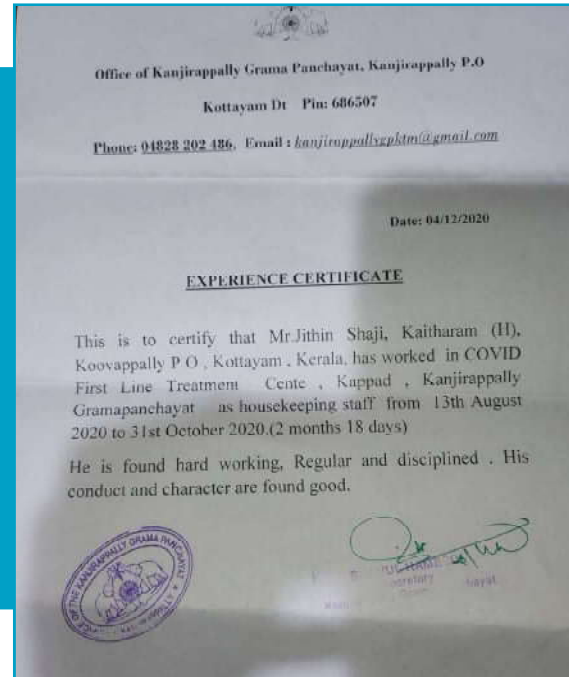 Office of Kanjirappally Grama Panchayat, Kanjirappally P.O
Kottayam Dt Pin: 686507
Phone: 04828 202 486, Email : kanjirappallygpktm@gmail.com
Date: 04/12/2020
EXPERIENCE CERTIFICATE
This is to certify that Mr.Jithin Shaji, Kaitharam (H),
Koovappally P O , Kottayam , Kerala, has worked in COVID
First Line Treatment Cente , Kappad , Kanjirappally
Gramapanchayat as housekeeping staff from 13th August
2020 to 31st October 2020.(2 months 18 days)
He is found hard working, Regular and disciplined . His
conduct and character are found good.
KANJIRAPPALLY GRAMA PANCHAYAT